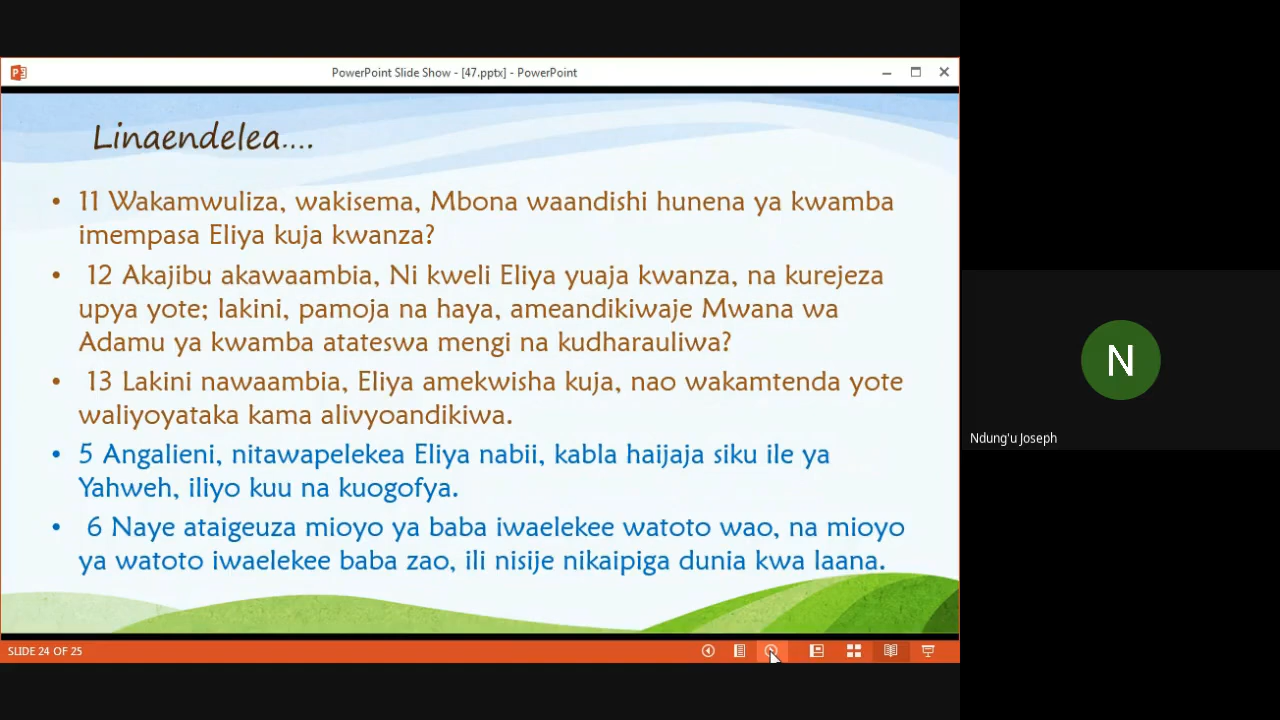 PowerPoint Slide Show - [47.pptx] - PowerPoint
Linaendelea....
• 11 Wakamwuliza, wakisema, Mbona waandishi hunena ya kwamba
imempasa Eliya kuja kwanza?
• 12 Akajibu akawaambia, Ni kweli Eliya yuaja kwanza, na kurejeza
upya yote; lakini, pamoja na haya, ameandikiwaje Mwana wa
Adamu ya kwamba atateswa mengi na kudharauliwa?
• 13 Lakini nawaambia, Eliya amekwisha kuja, nao wakamtenda yote
waliyoyataka kama alivyoandikiwa.
• 5 Angalieni, nitawapelekea Eliya nabii, kabla haijaja siku ile ya
Yahweh, iliyo kuu na kuogofya.
• 6 Naye ataigeuza mioyo ya baba iwaelekee watoto wao, na mioyo
ya watoto iwaelekee baba zao, ili nisije nikaipiga dunia kwa laana.
SLIDE 24 OF 25
N
Ndung'u Joseph